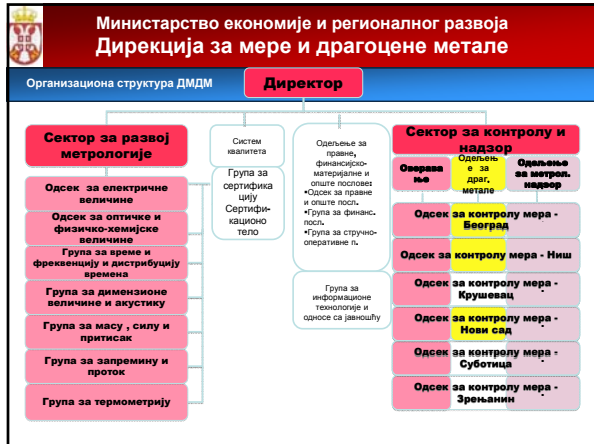 Министарство економије и регионалног развоја
Дирекција за мере и драгоцене метале
Организациона структура ДМДМ
Директор
Сектор за развој
метрологије
Одсек за електричне
величине
Одсек за оптичке и
физичко-хемијске
величине
Група за време и
фреквенцију и дистрибуцију
времена
Група за димензионе
величине и акустику
Група за масу , силу и
притисак
Група за запремину и
проток
Група за термометрију
Систем
квалитета
Група за
сертифика
цију
Сертифи-
кационо
тело
Одељење за
правне,
финансијско-
материјалне и
опште послове:
▪Одсек за правне
и опште посл.
▪Група за финанс.
посл.
▪Група за стручно-
оперативне п.
Група за
информационе
технологије и
односе са јавношћу
Сектор за контролу и
надзор
Оверава
ње
Одељењ
е за
драг.
метале
Одељење
за метрол.
надзор
Одсек за контролу мера -
Београд
Одсек за контролу мера - Ниш
Одсек за контролу мера -
Крушевац
Одсек за контролу мера -
Нови сад
Одсек за контролу мера -
Суботица
Одсек за контролу мера -
Зрењанин